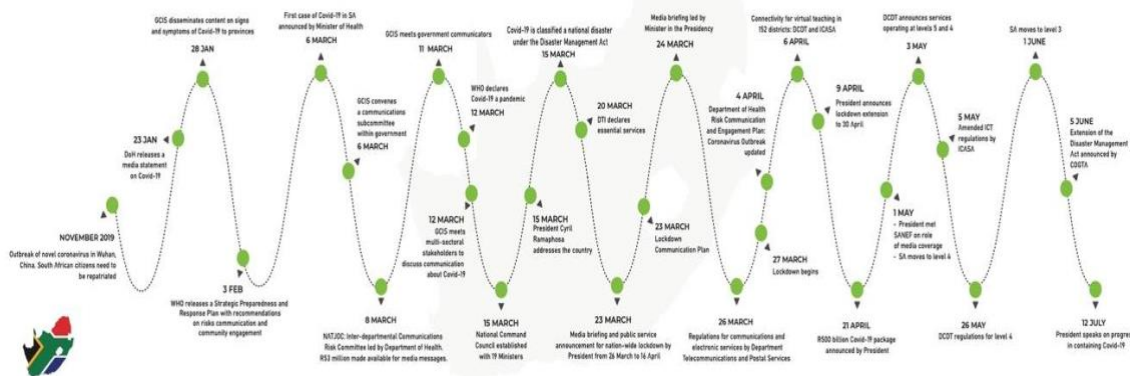 NOVEMBER 2019
Outbreak of novel coronavirus in Wuhan,
China. South African citizens need to
be repatriated
23 JAN
DoH releases a
media statement
on Covid-19
GCIS disseminates content on signs
and symptoms of Covid-19 to provinces
28 JAN
3 FEB
WHO releases a Strategic Preparedness and
Response Plan with recommendations
on risks communication and
community engagement
First case of Covid-19 in SA
announced by Minister of Health
6 MARCH
GCIS convenes
a communications
subcommittee
within government
6 MARCH
8 MARCH
NATJOC: Inter-departmental Communications
Risk Committee led by Department of Health.
R53 million made available for media messages.
GCIS meets government communicators
11 MARCH
WHO declares
Covid-19 a pandemic
12 MARCH
12 MARCH
GCIS meets
multi-sectoral
stakeholders to
discuss communication
about Covid-19
15 MARCH
National Command
Council established
with 19 Ministers
15 MARCH
President Cyril
Ramaphosa
addresses the country
Covid-19 is classified a national disaster
under the Disaster Management Act
15 MARCH
20 MARCH
DTI declares
essential services
23 MARCH
Media briefing and public service
announcement for nation-wide lockdown by
President from 26 March to 16 April
23 MARCH
Lockdown
Communication Plan
Media briefing led by
Minister in the Presidency
24 MARCH
26 MARCH
Regulations for communications and
electronic services by Department
Telecommunications and Postal Services
27 MARCH
Lockdown begins
4 APRIL
Department of Health
Risk Communication
and Engagement Plan:
Coronavirus Outbreak
updated
Connectivity for virtual teaching in
152 districts: DCDT and ICASA
6 APRIL
9 APRIL
President announces
lockdown extension
to 30 April
21 APRIL
R500 billion Covid-19 package
announced by President
1 MAY
- President met
SANEF on role
of media coverage
- SA moves to level 4
DCDT announces services
operating at levels 5 and 4
3 MAY
5 MAY
Amended ICT
regulations by
ICASA
26 MAY
DCDT regulations for level 4
SA moves to level 3
1 JUNE
5 JUNE
Extension of the
Disaster Management
Act announced by
COGTA
12 JULY
President speaks on progress
in containing Covid-19